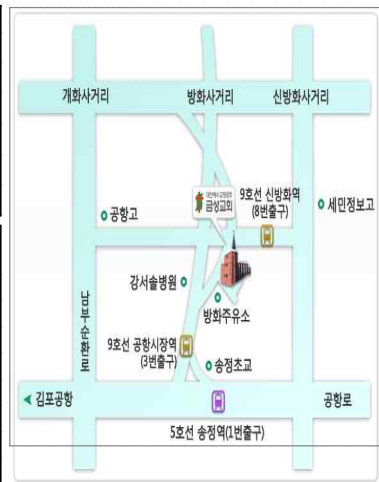 개화사거리 방화사거리 신방화사거리
9호선 신방화역
(8번출구)
금성교회
세민정보고
공항고
강서솔병원
방화주유소
남부순환로
9호선 공항시장역
(3번출구)
송정초교
김포공항
공항로
5호선 송정역(1번출구)